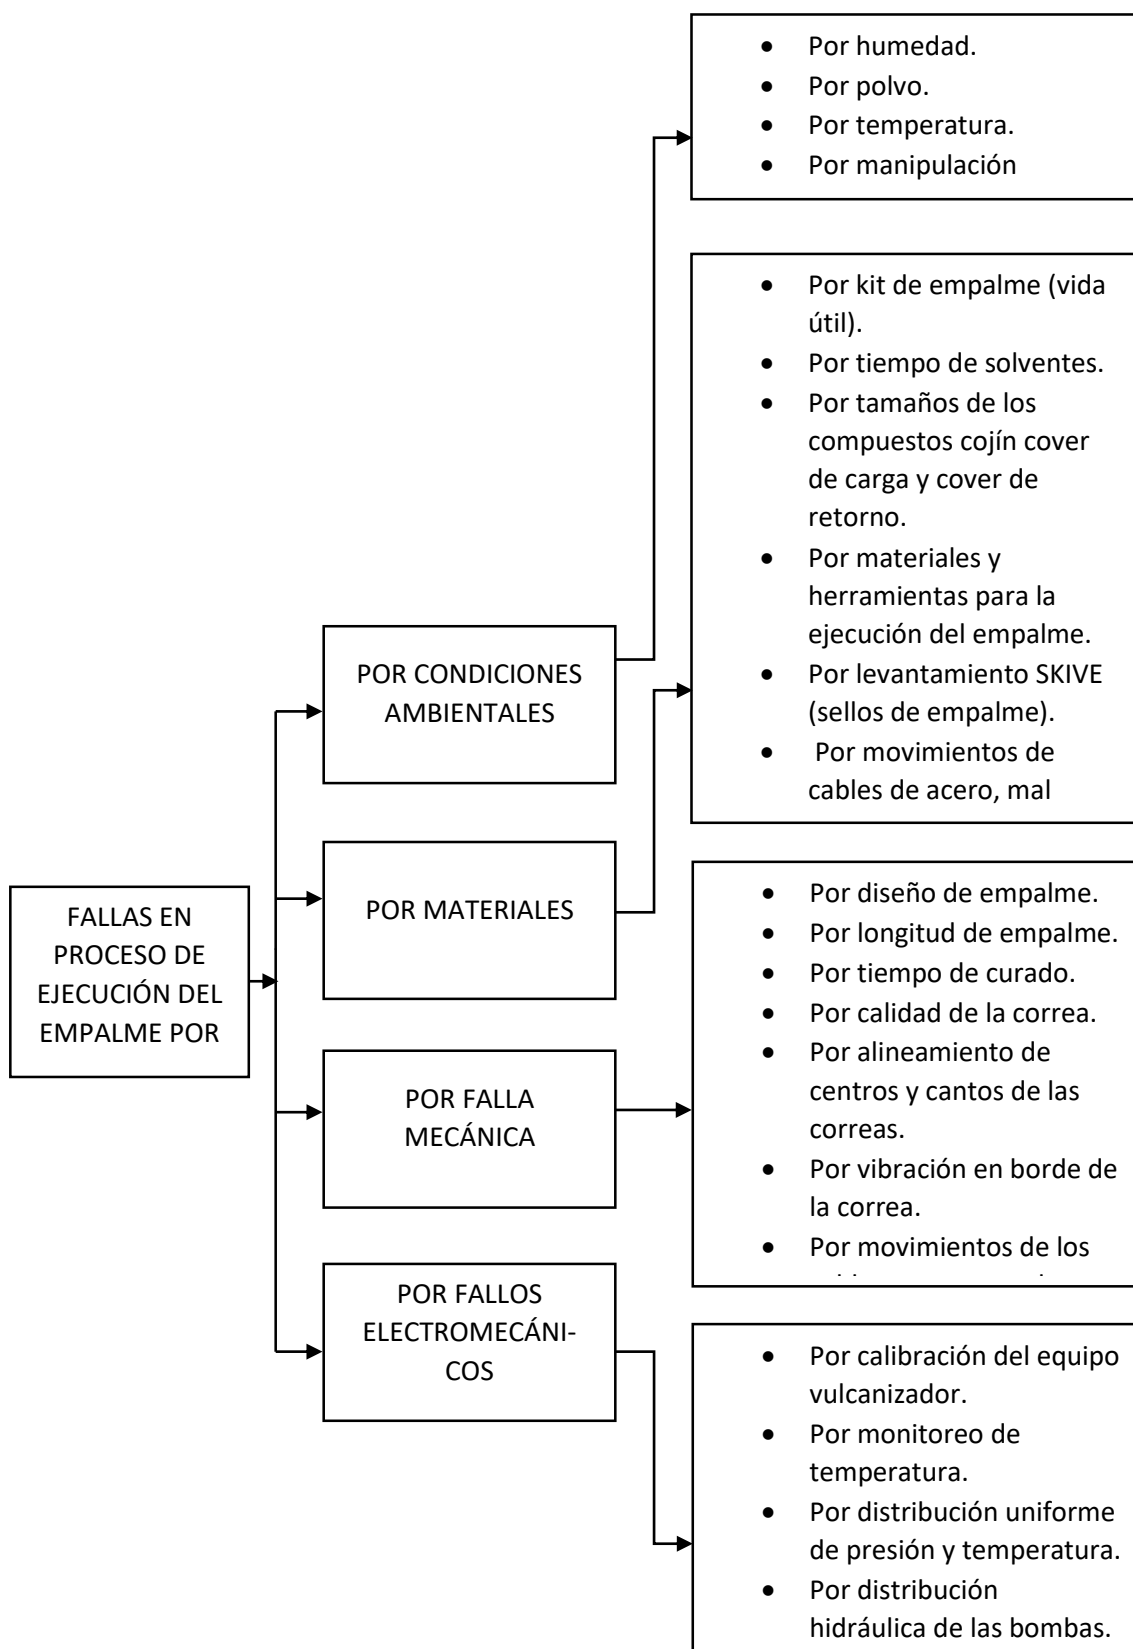 • Por humedad.
• Por polvo.
• Por temperatura.
• Por manipulación
• Por kit de empalme (vida
útil).
• Por tiempo de solventes.
• Por tamaños de los
compuestos cojín cover
de carga y cover de
retorno.
• Por materiales y
herramientas para la
ejecución del empalme.
• Por levantamiento SKIVE
(sellos de empalme).
• Por movimientos de
cables de acero, mal
POR CONDICIONES
AMBIENTALES
POR MATERIALES
FALLAS EN
PROCESO DE
EJECUCIÓN DEL
EMPALME POR
• Por diseño de empalme.
• Por longitud de empalme.
• Por tiempo de curado.
• Por calidad de la correa.
• Por alineamiento de
centros y cantos de las
correas.
• Por vibración en borde de
la correa.
• Por movimientos de los
POR FALLA
MECÁNICA
POR FALLOS
ELECTROMECÁNI-
COS
• Por calibración del equipo
vulcanizador.
• Por monitoreo de
temperatura.
• Por distribución uniforme
de presión y temperatura.
• Por distribución
hidráulica de las bombas.